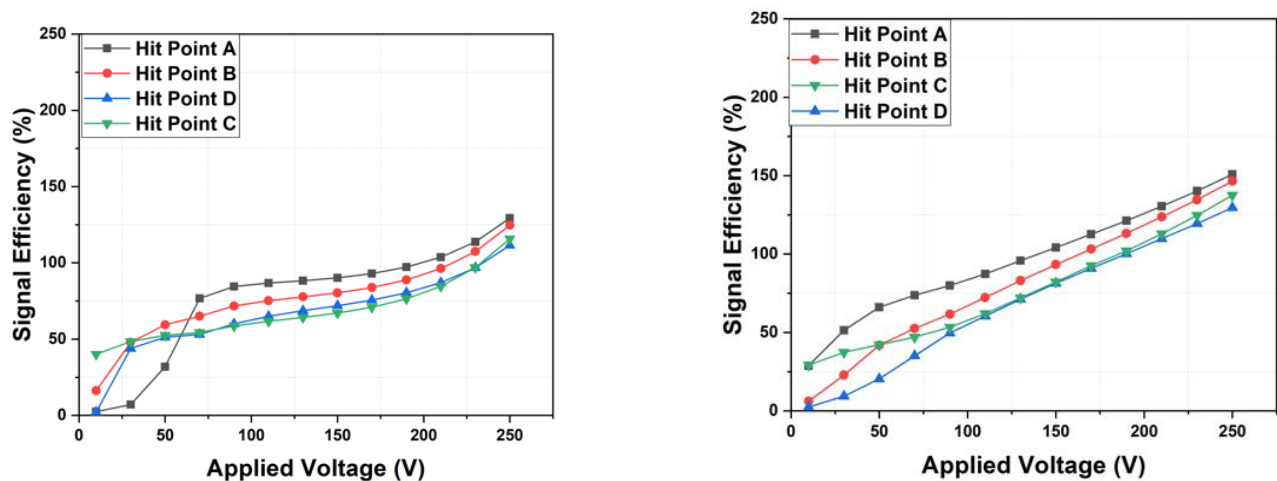 250
200
150
100
50
0
Signal Efficiency (%)
Hit Point A
Hit Point B
Hit Point D
Hit Point C
0 50 100 150 200 250
Applied Voltage (V)
250
200
150
100
50
0
Signal Efficiency (%)
Hit Point A
Hit Point B
Hit Point C
Hit Point D
0 50 100 150 200 250
Applied Voltage (V)